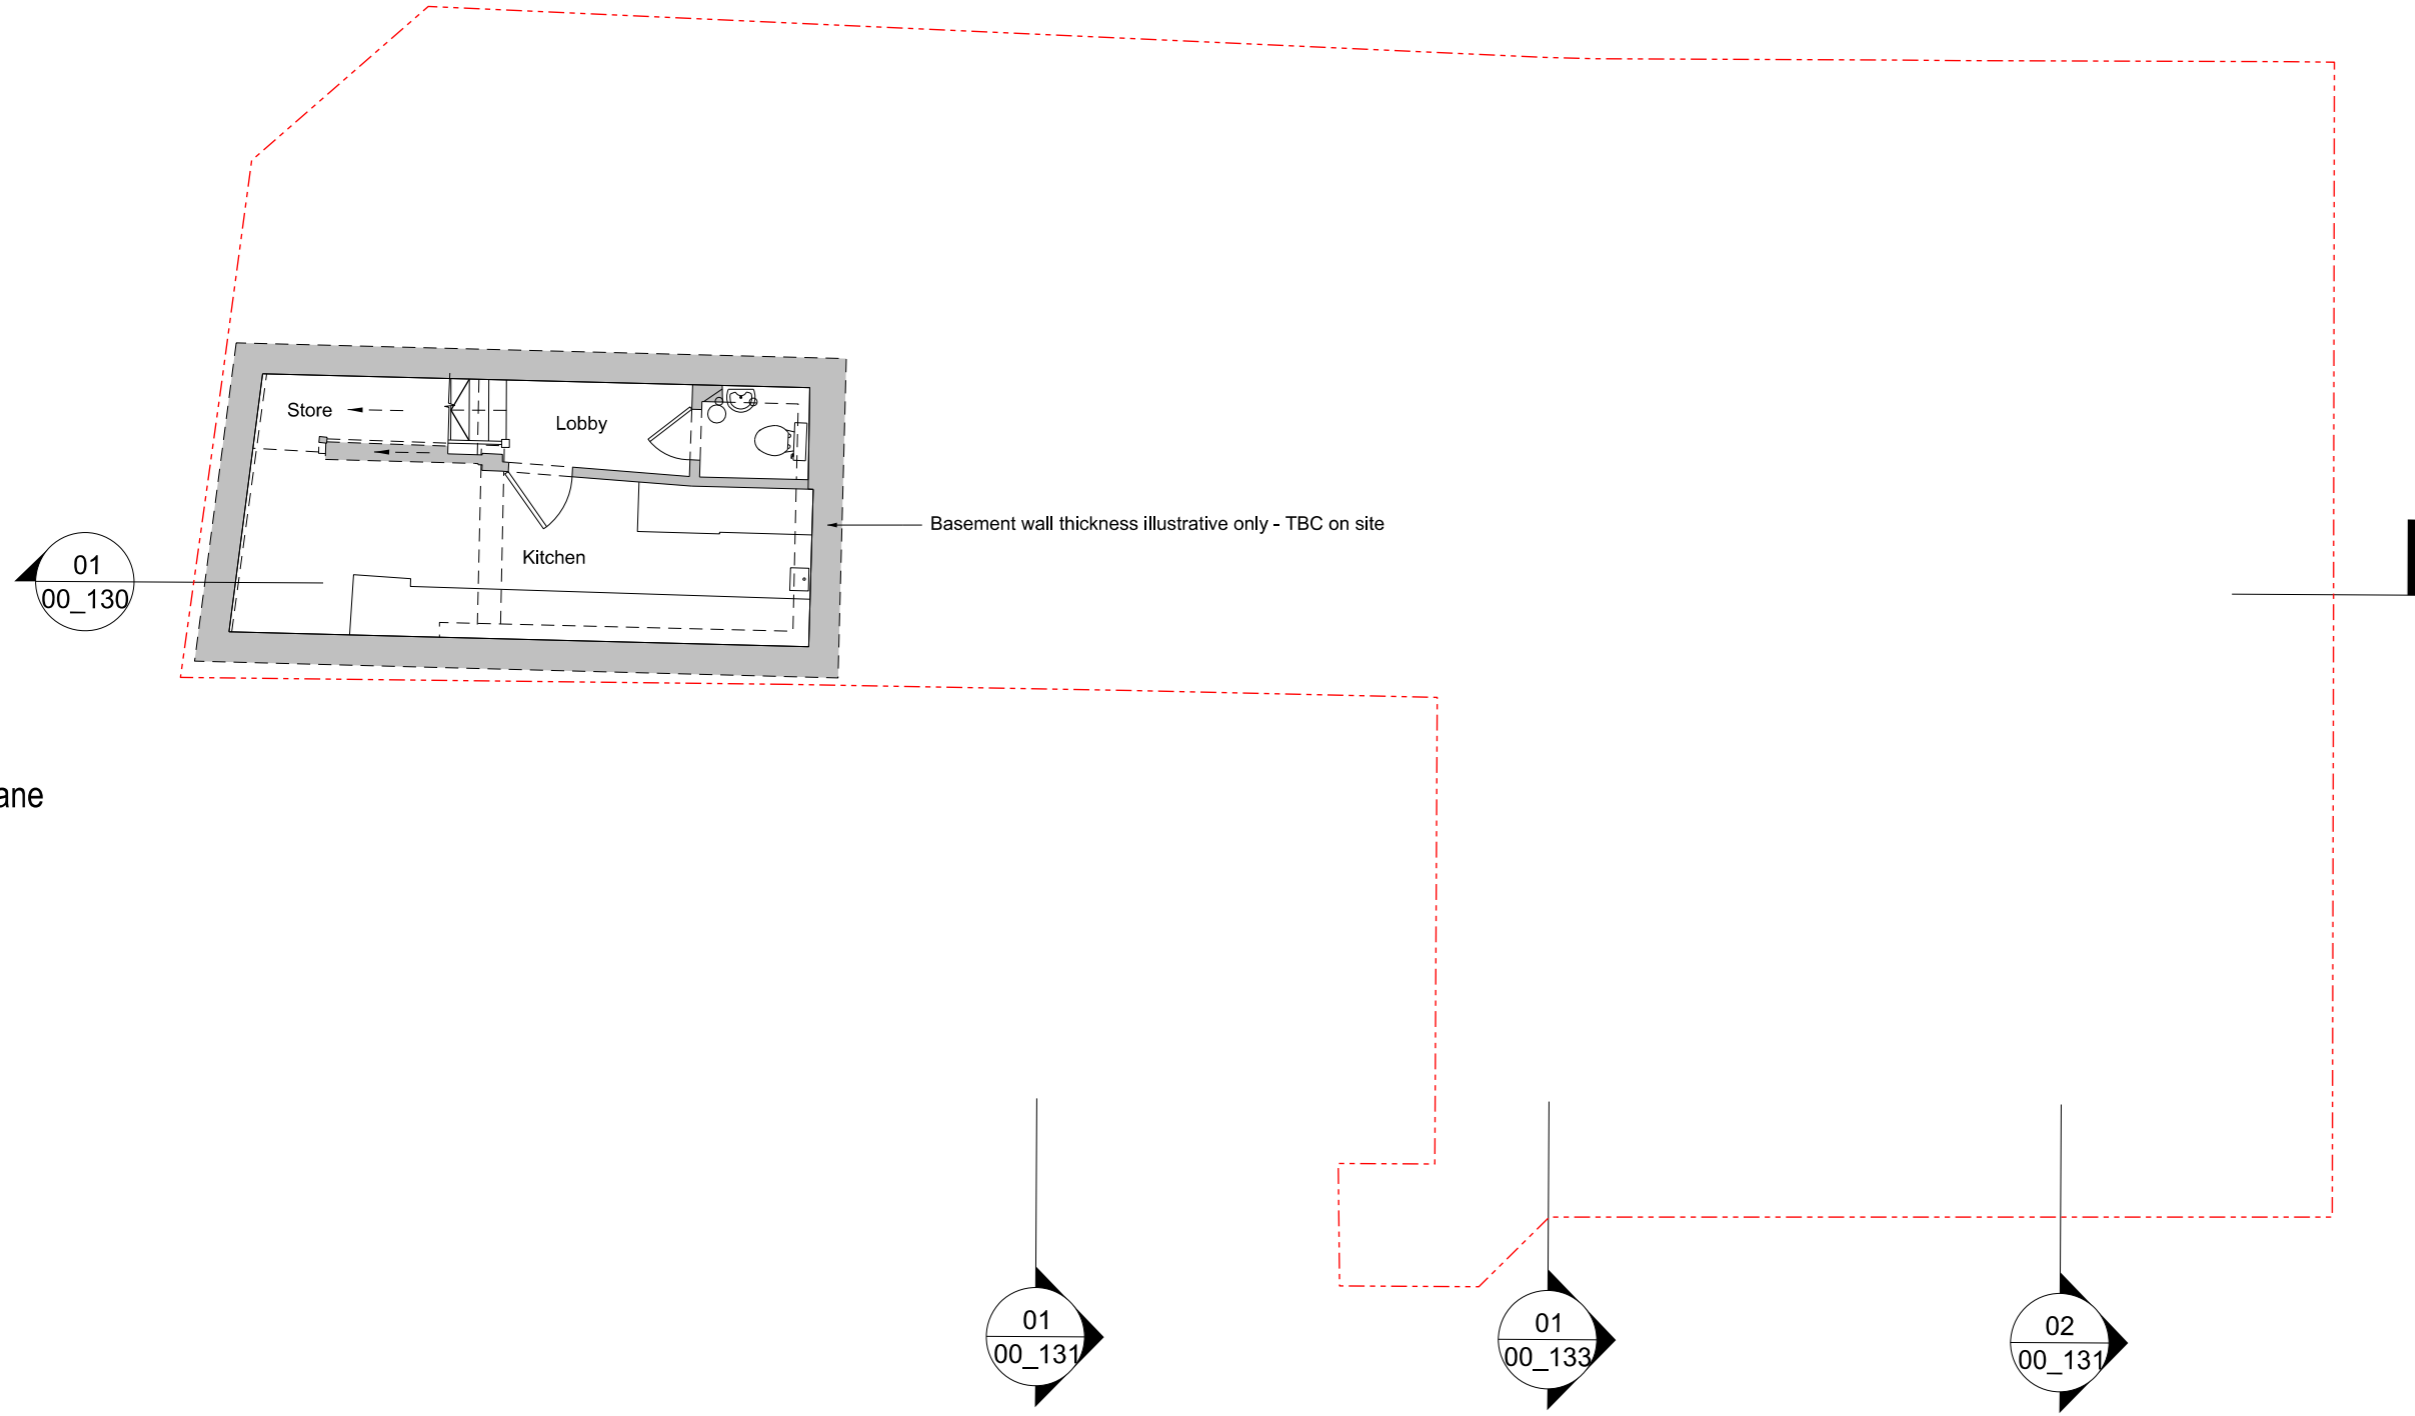 Store
Lobby
Basement wall thickness illustrative only - TBC on site
Kitchen
01
00_130
ane
01
00_131
01
00_133
02
00_131